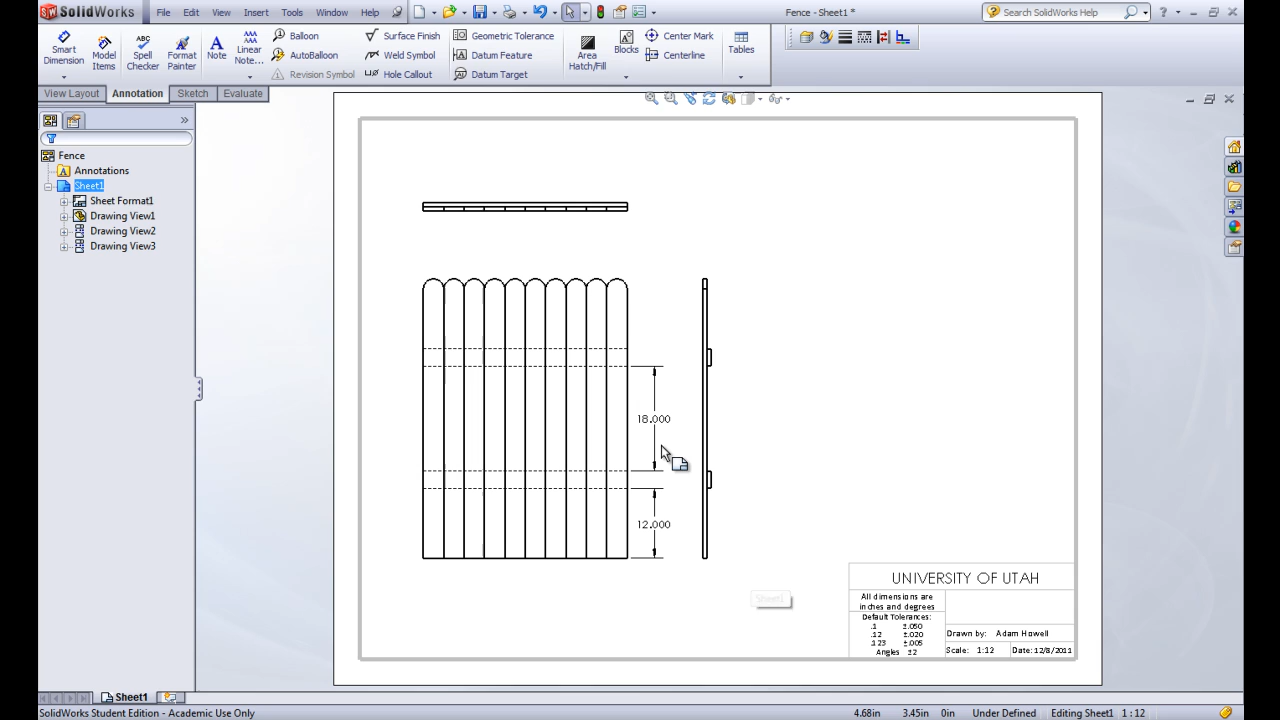 SolidWorks File Edit View Insert Tools Window Help Fence - Sheet1 * Search SolidWorks Help
Smart Dimension
Model Items
Spell Checker
Format Painter
Note
Linear Note...
Balloon
AutoBalloon
Revision Symbol
Surface Finish
Weld Symbol
Hole Callout
Geometric Tolerance
Datum Feature
Datum Target
Area Hatch/Fill
Blocks
Center Mark
Centerline
Tables
View Layout Annotation Sketch Evaluate
Fence
Annotations
Sheet1
Sheet Format1
Drawing View1
Drawing View2
Drawing View3
18.000
12.000
Sheet1
UNIVERSITY OF UTAH
All dimensions are
inches and degrees
Default Tolerances:
.1 ±.050
.12 ±.020
.123 ±.005
Angles ±2
Drawn by: Adam Howell
Scale: 1:12 Date: 12/8/2011
Sheet1
SolidWorks Student Edition - Academic Use Only 4.68in 3.45in 0in Under Defined Editing Sheet1 1 : 12